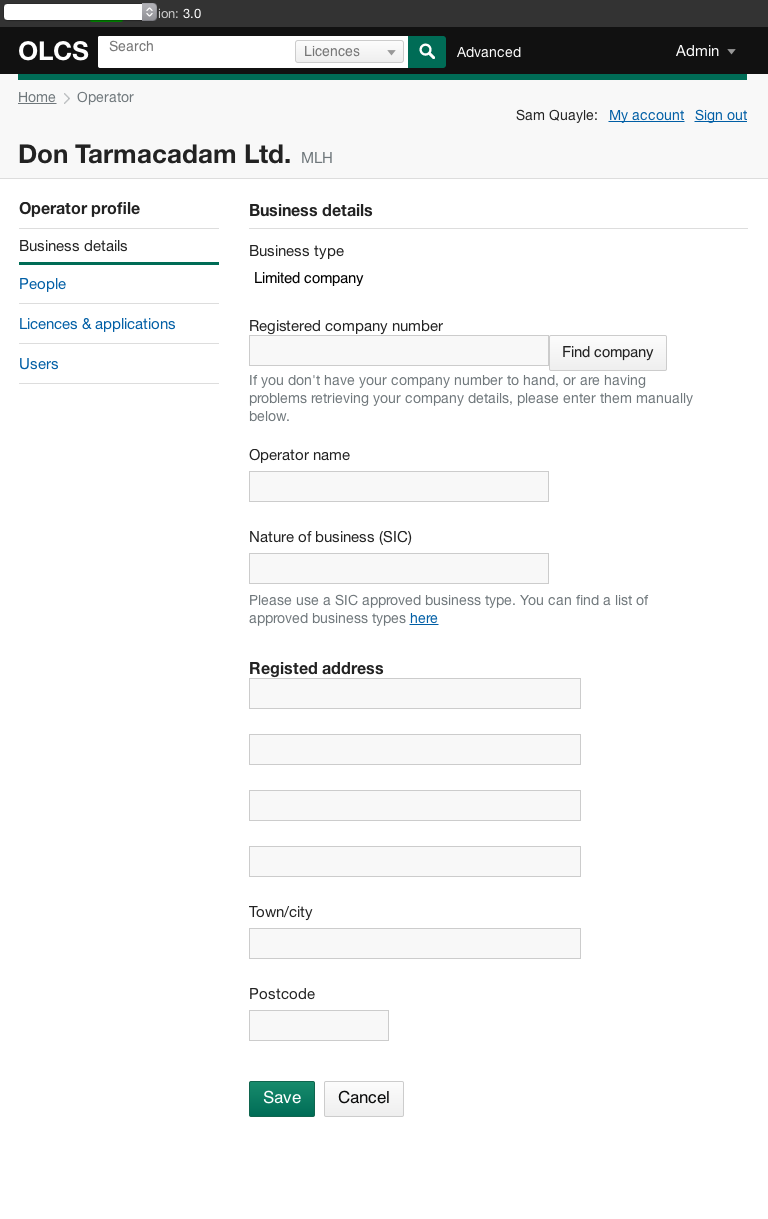 ion: 3.0
OLCS Search Licences Advanced Admin
Home Operator
Sam Quayle: My account Sign out
Don Tarmacadam Ltd. MLH
Operator profile
Business details
People
Licences & applications
Users
Business details
Business type
Limited company
Registered company number
Find company
If you don't have your company number to hand, or are having
problems retrieving your company details, please enter them manually
below.
Operator name
Nature of business (SIC)
Please use a SIC approved business type. You can find a list of
approved business types here
Registed address
Town/city
Postcode
Save Cancel